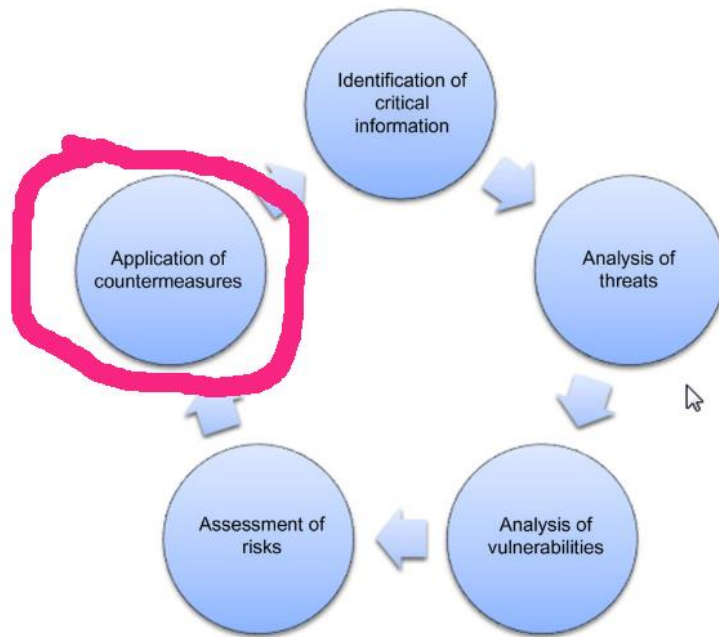 Identification of
critical
information
Analysis of
threats
Analysis of
vulnerabilities
Assessment of
risks
Application of
countermeasures